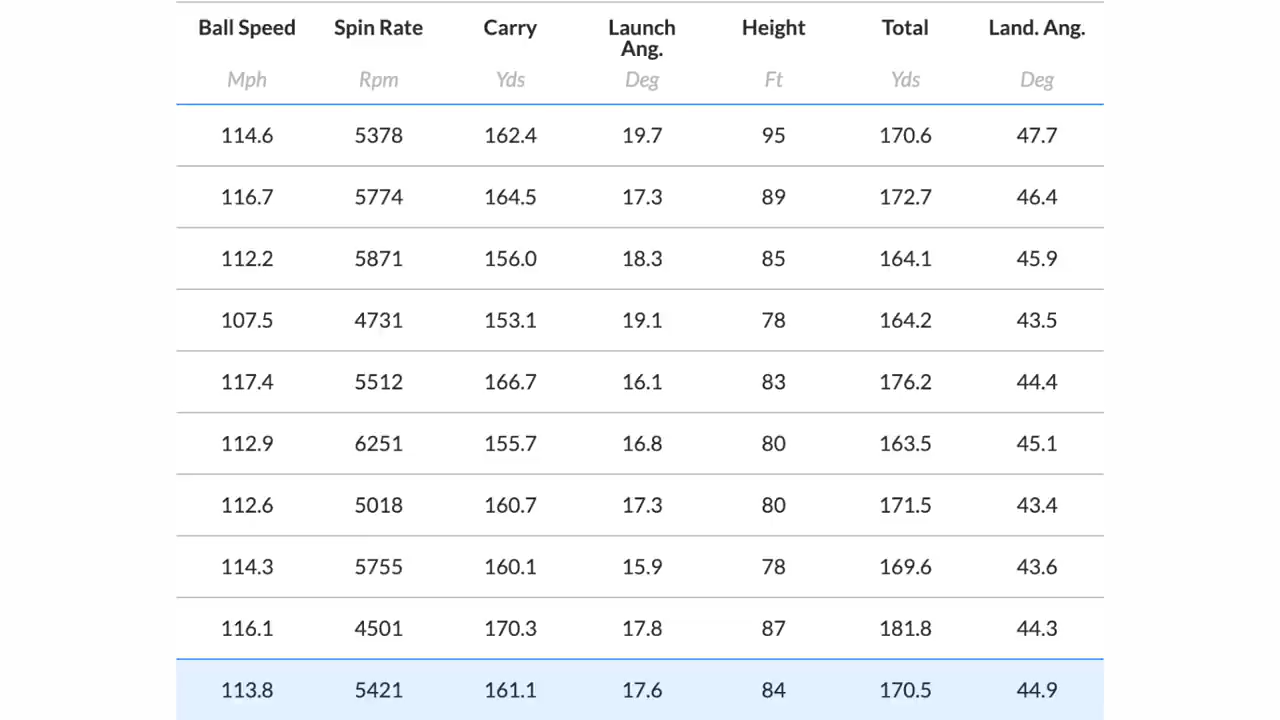 Ball Speed Spin Rate Carry Launch Ang. Height Total Land. Ang.
Mph Rpm Yds Deg Ft Yds Deg
114.6 5378 162.4 19.7 95 170.6 47.7
116.7 5774 164.5 17.3 89 172.7 46.4
112.2 5871 156.0 18.3 85 164.1 45.9
107.5 4731 153.1 19.1 78 164.2 43.5
117.4 5512 166.7 16.1 83 176.2 44.4
112.9 6251 155.7 16.8 80 163.5 45.1
112.6 5018 160.7 17.3 80 171.5 43.4
114.3 5755 160.1 15.9 78 169.6 43.6
116.1 4501 170.3 17.8 87 181.8 44.3
113.8 5421 161.1 17.6 84 170.5 44.9